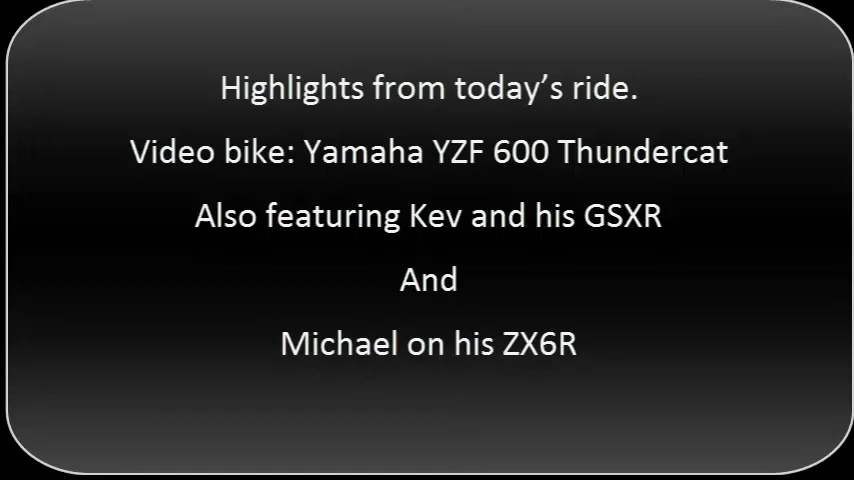 Highlights from today’s ride.
Video bike: Yamaha YZF 600 Thundercat
Also featuring Kev and his GSXR
And
Michael on his ZX6R